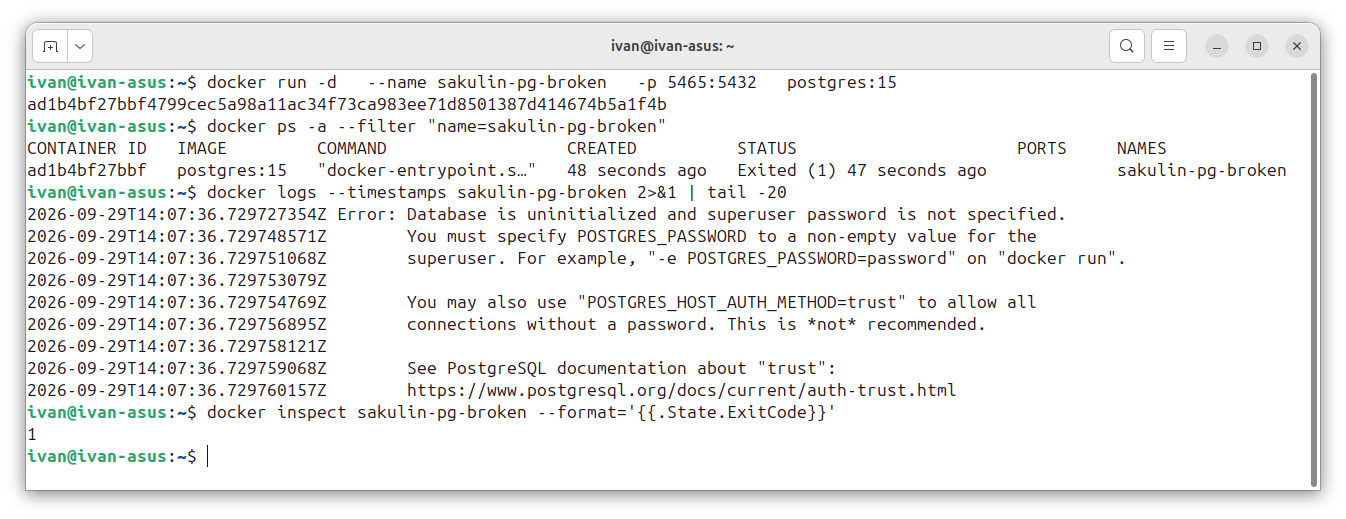 ivan@ivan-asus: ~
ivan@ivan-asus:~$ docker run -d   --name sakulin-pg-broken   -p 5465:5432   postgres:15
ad1b4bf27bbf4799cec5a98a11ac34f73ca983ee71d8501387d414674b5a1f4b
ivan@ivan-asus:~$ docker ps -a --filter "name=sakulin-pg-broken"
CONTAINER ID   IMAGE         COMMAND                  CREATED          STATUS                      PORTS     NAMES
ad1b4bf27bbf   postgres:15   "docker-entrypoint.s…"   48 seconds ago   Exited (1) 47 seconds ago             sakulin-pg-broken
ivan@ivan-asus:~$ docker logs --timestamps sakulin-pg-broken 2>&1 | tail -20
2026-09-29T14:07:36.729727354Z Error: Database is uninitialized and superuser password is not specified.
2026-09-29T14:07:36.729748571Z        You must specify POSTGRES_PASSWORD to a non-empty value for the
2026-09-29T14:07:36.729751068Z        superuser. For example, "-e POSTGRES_PASSWORD=password" on "docker run".
2026-09-29T14:07:36.729753079Z
2026-09-29T14:07:36.729754769Z        You may also use "POSTGRES_HOST_AUTH_METHOD=trust" to allow all
2026-09-29T14:07:36.729756895Z        connections without a password. This is *not* recommended.
2026-09-29T14:07:36.729758121Z
2026-09-29T14:07:36.729759068Z        See PostgreSQL documentation about "trust":
2026-09-29T14:07:36.729760157Z        https://www.postgresql.org/docs/current/auth-trust.html
ivan@ivan-asus:~$ docker inspect sakulin-pg-broken --format='{{.State.ExitCode}}'
1
ivan@ivan-asus:~$